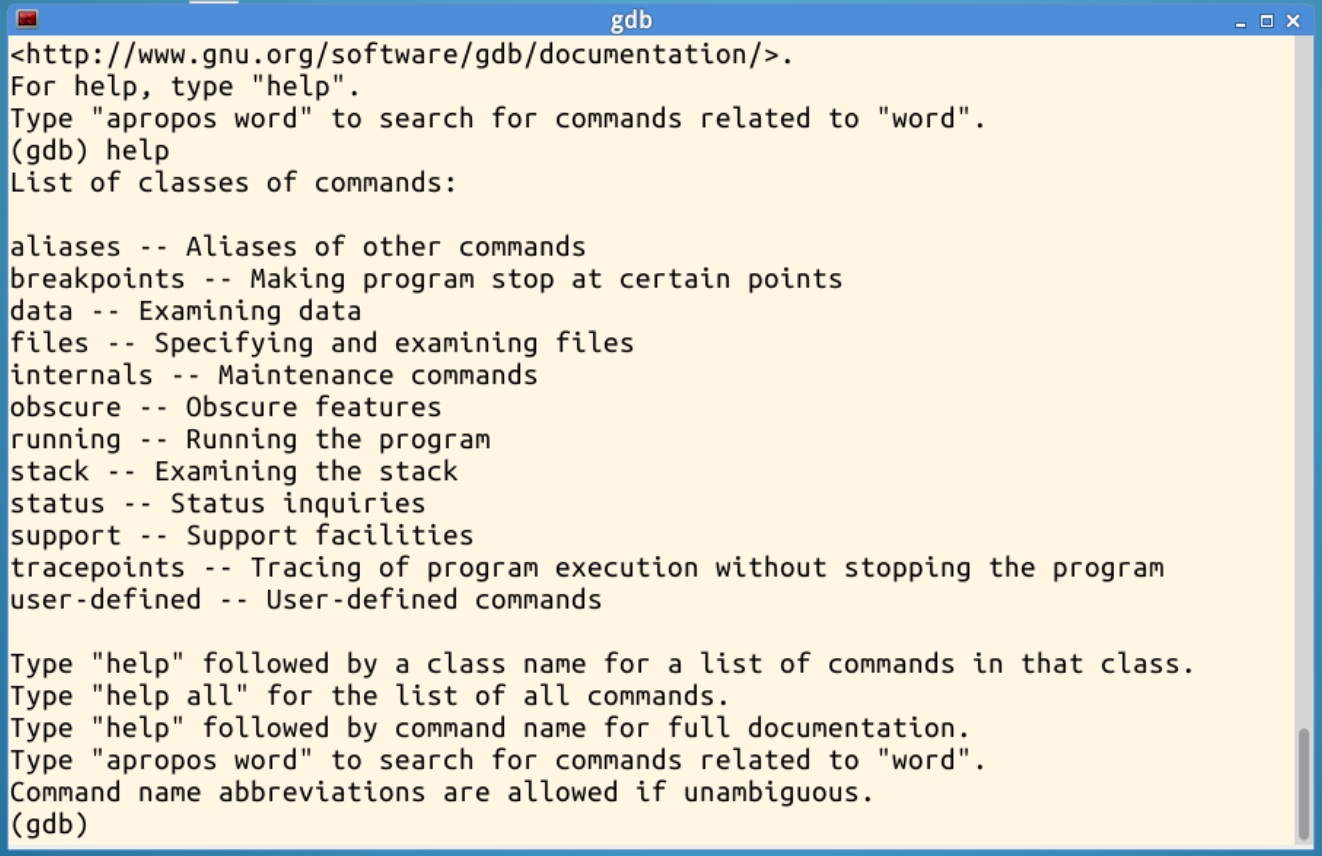 gdb
<http://www.gnu.org/software/gdb/documentation/>.
For help, type "help".
Type "apropos word" to search for commands related to "word".
(gdb) help
List of classes of commands:

aliases -- Aliases of other commands
breakpoints -- Making program stop at certain points
data -- Examining data
files -- Specifying and examining files
internals -- Maintenance commands
obscure -- Obscure features
running -- Running the program
stack -- Examining the stack
status -- Status inquiries
support -- Support facilities
tracepoints -- Tracing of program execution without stopping the program
user-defined -- User-defined commands

Type "help" followed by a class name for a list of commands in that class.
Type "help all" for the list of all commands.
Type "help" followed by command name for full documentation.
Type "apropos word" to search for commands related to "word".
Command name abbreviations are allowed if unambiguous.
(gdb)